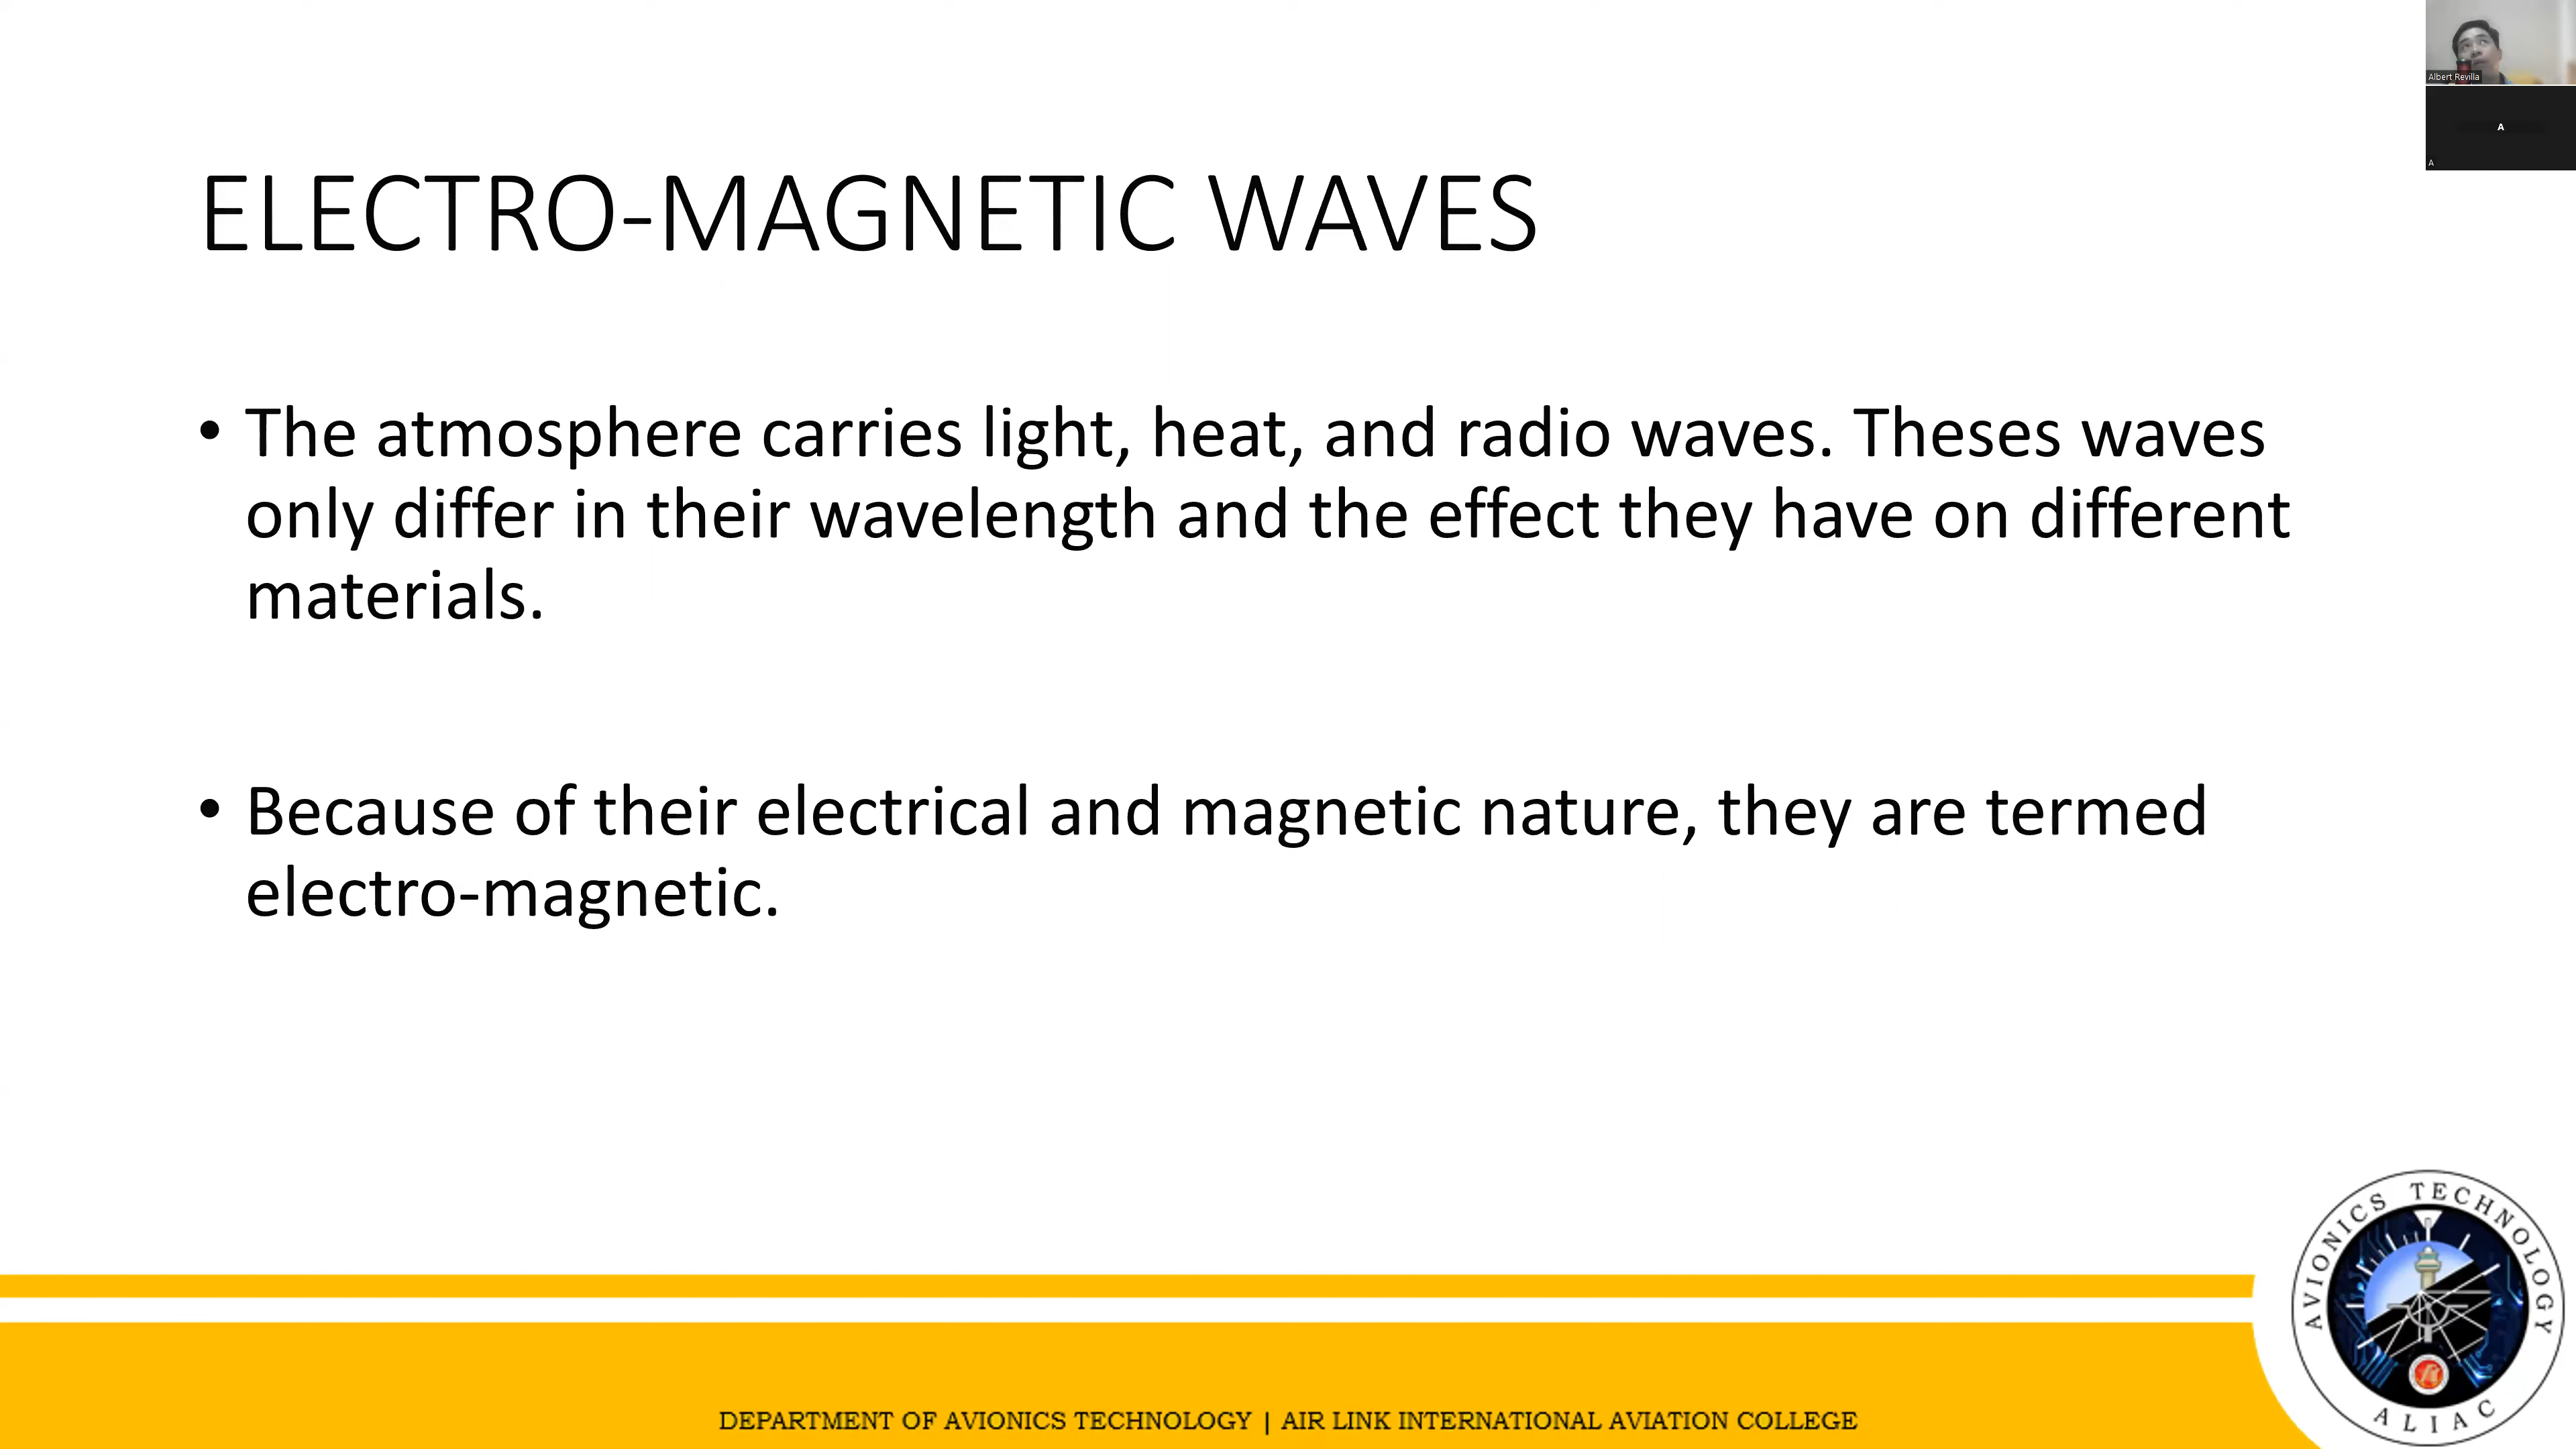 Albert Revilla
A
A
ELECTRO-MAGNETIC WAVES
• The atmosphere carries light, heat, and radio waves. Theses waves
only differ in their wavelength and the effect they have on different
materials.
• Because of their electrical and magnetic nature, they are termed
electro-magnetic.
AVIONICS TECHNOLOGY
ALIAC
DEPARTMENT OF AVIONICS TECHNOLOGY | AIR LINK INTERNATIONAL AVIATION COLLEGE